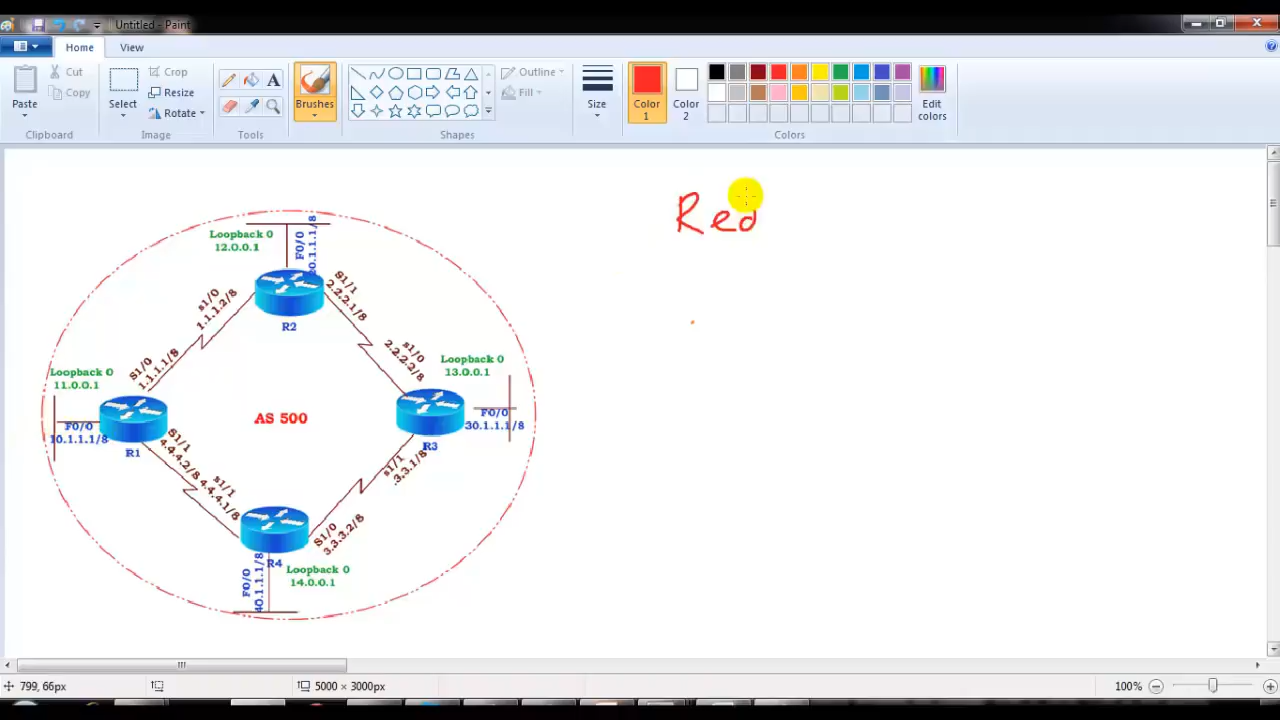 Untitled - Paint
Home
View
Paste
Cut
Copy
Clipboard
Select
Crop
Resize
Rotate
Image
Tools
Brushes
Shapes
Outline
Fill
Size
Color 1
Color 2
Edit colors
Colors
Red
Loopback 0
12.0.0.1
F0/0
20.1.1.1/8
R2
s1/0
1.1.1.2/8
S1/1
2.2.2.1/8
S1/0
1.1.1.1/8
s1/0
2.2.2.2/8
Loopback 0
11.0.0.1
F0/0
10.1.1.1/8
R1
AS 500
Loopback 0
13.0.0.1
F0/0
30.1.1.1/8
R3
S1/1
4.4.4.2/8
s1/1
4.4.4.1/8
s1/1
.3.3.1/8
S1/0
3.3.3.2/8
R4
F0/0
40.1.1.1/8
Loopback 0
14.0.0.1
799, 66px
5000 × 3000px
100%